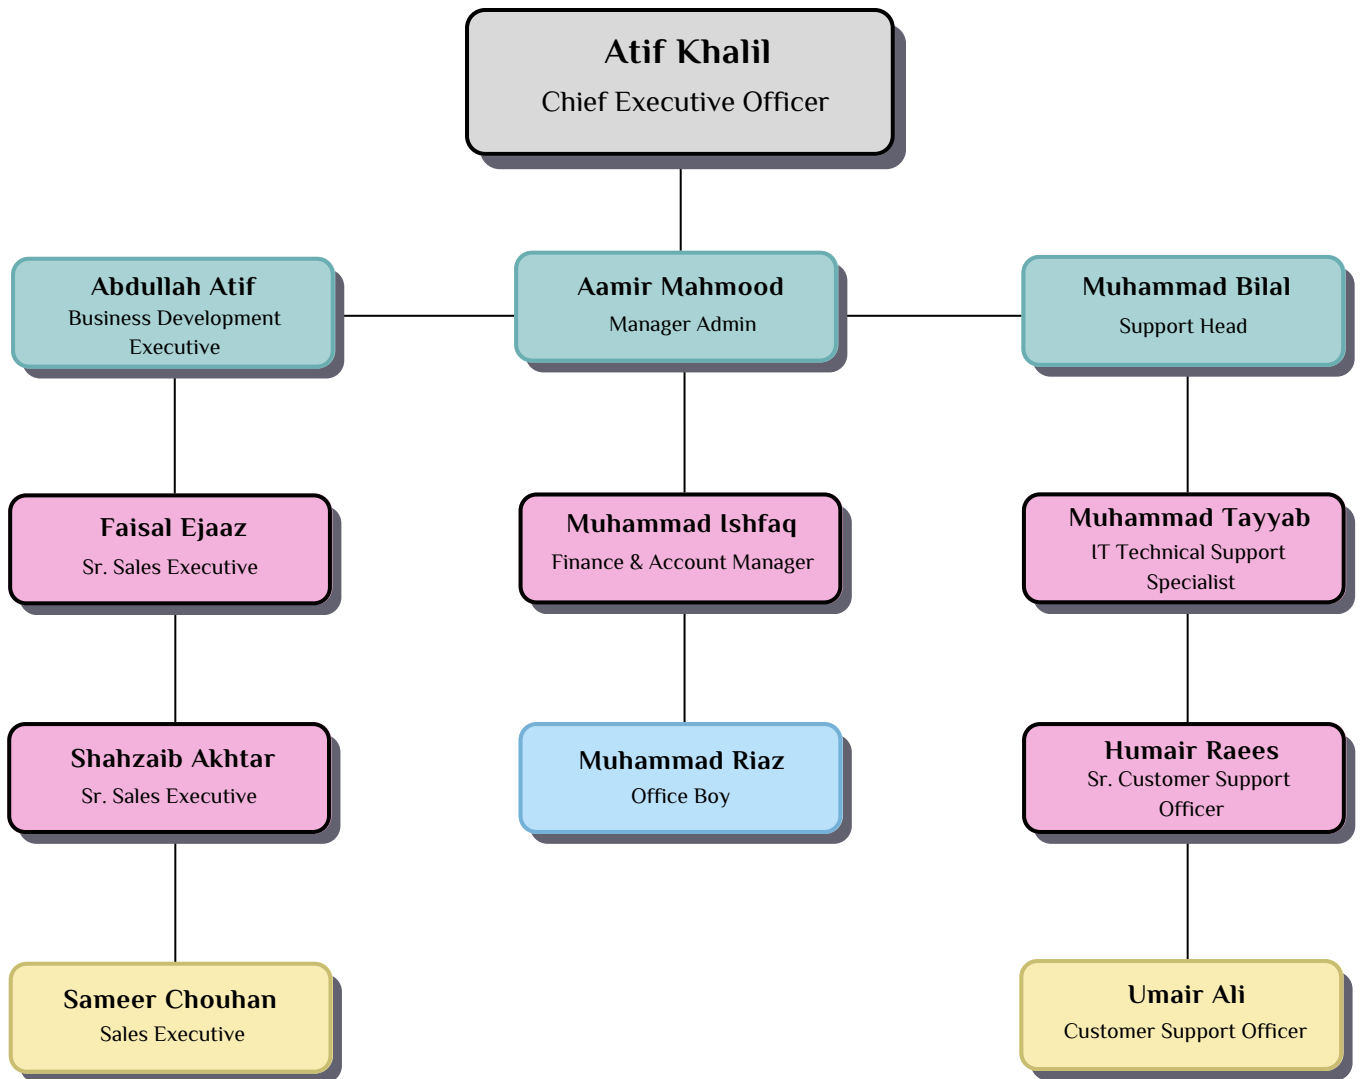 Atif Khalil
Chief Executive Officer
Abdullah Atif
Business Development
Executive
Aamir Mahmood
Manager Admin
Muhammad Bilal
Support Head
Faisal Ejaaz
Sr. Sales Executive
Muhammad Ishfaq
Finance & Account Manager
Muhammad Tayyab
IT Technical Support
Specialist
Shahzaib Akhtar
Sr. Sales Executive
Muhammad Riaz
Office Boy
Humair Raees
Sr. Customer Support
Officer
Sameer Chouhan
Sales Executive
Umair Ali
Customer Support Officer